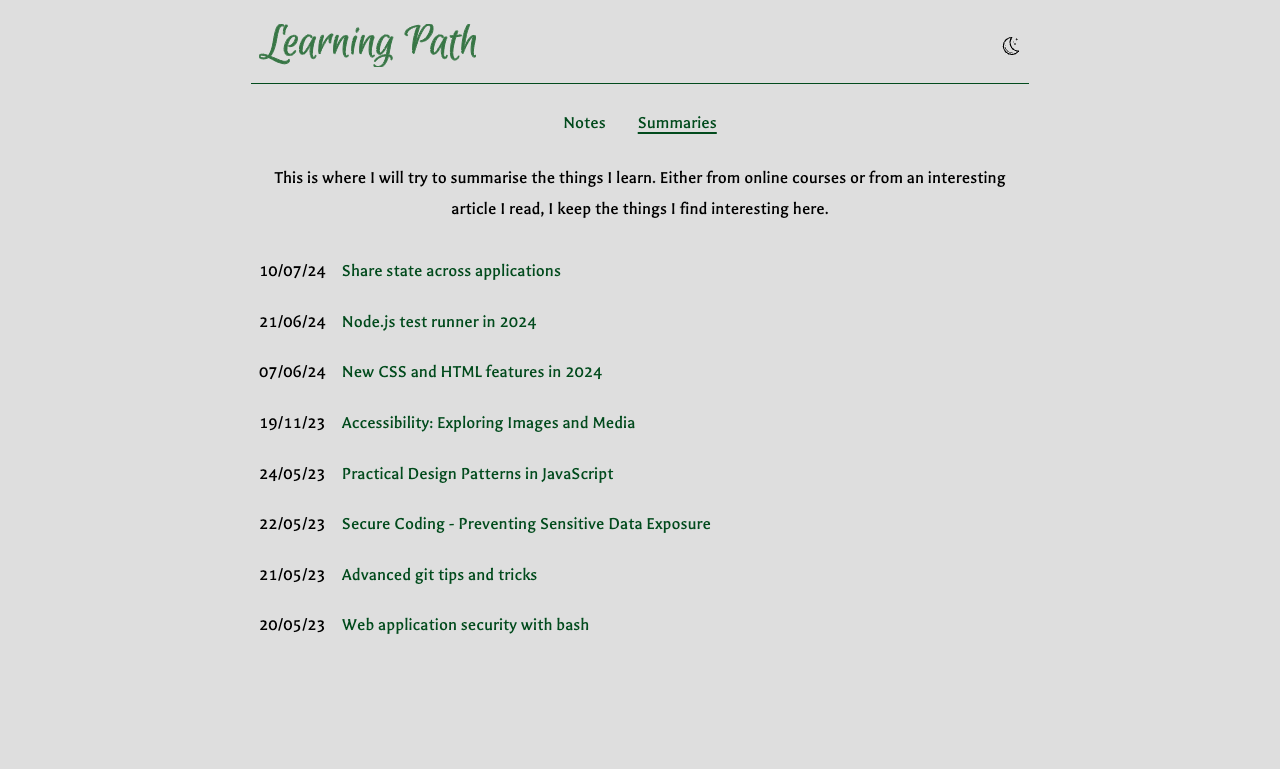 Learning Path
Notes Summaries
This is where I will try to summarise the things I learn. Either from online courses or from an interesting
article I read, I keep the things I find interesting here.
10/07/24 Share state across applications
21/06/24 Node.js test runner in 2024
07/06/24 New CSS and HTML features in 2024
19/11/23 Accessibility: Exploring Images and Media
24/05/23 Practical Design Patterns in JavaScript
22/05/23 Secure Coding - Preventing Sensitive Data Exposure
21/05/23 Advanced git tips and tricks
20/05/23 Web application security with bash